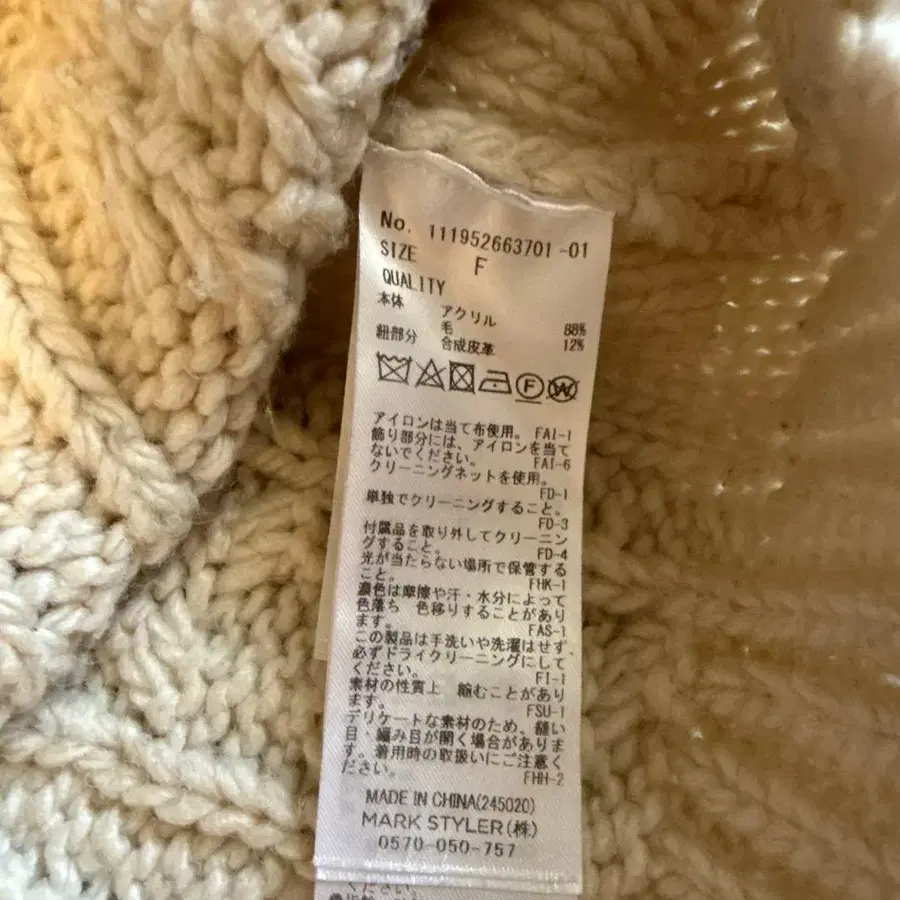 No. 111952663701-01
SIZE F
QUALITY
本体 アクリル 88%
毛 12%
紐部分 合成皮革
F W
アイロンは当て布使用。 FAI-1
飾り部分には、アイロンを当て
ないでください。 FAI-6
クリーニングネットを使用。
FD-1
単独でクリーニングすること。
FD-3
付属品を取り外してクリーニン
グすること。 FD-4
光が当たらない場所で保管する
こと。 FHK-1
濃色は摩擦や汗・水分によって
色落ち 色移りすることがあり
ます。 FAS-1
この製品は手洗いや洗濯はせず、
必ずドライクリーニングにして
ください。 FI-1
素材の性質上 縮むことがあり
ます。 FSU-1
デリケートな素材のため、縫い
目・編み目が開く場合がありま
す。着用時の取扱いにご注意く
ださい。 FHH-2
MADE IN CHINA(245020)
MARK STYLER(株)
0570-050-757
ください。